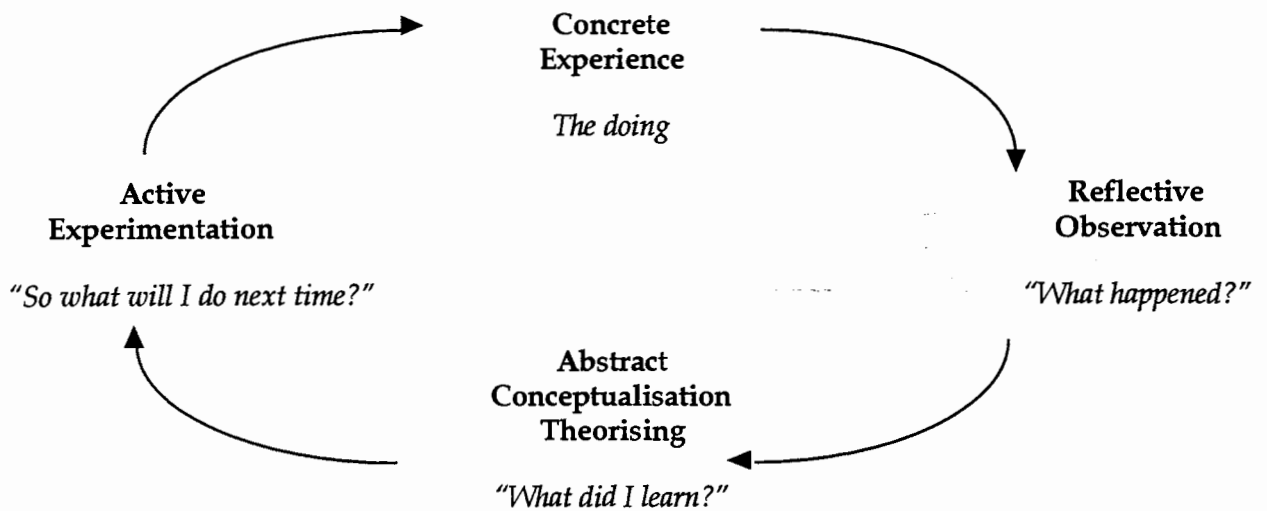 Concrete
Experience
The doing
Reflective
Observation
"What happened?"
Abstract
Conceptualisation
Theorising
"What did I learn?"
Active
Experimentation
"So what will I do next time?"